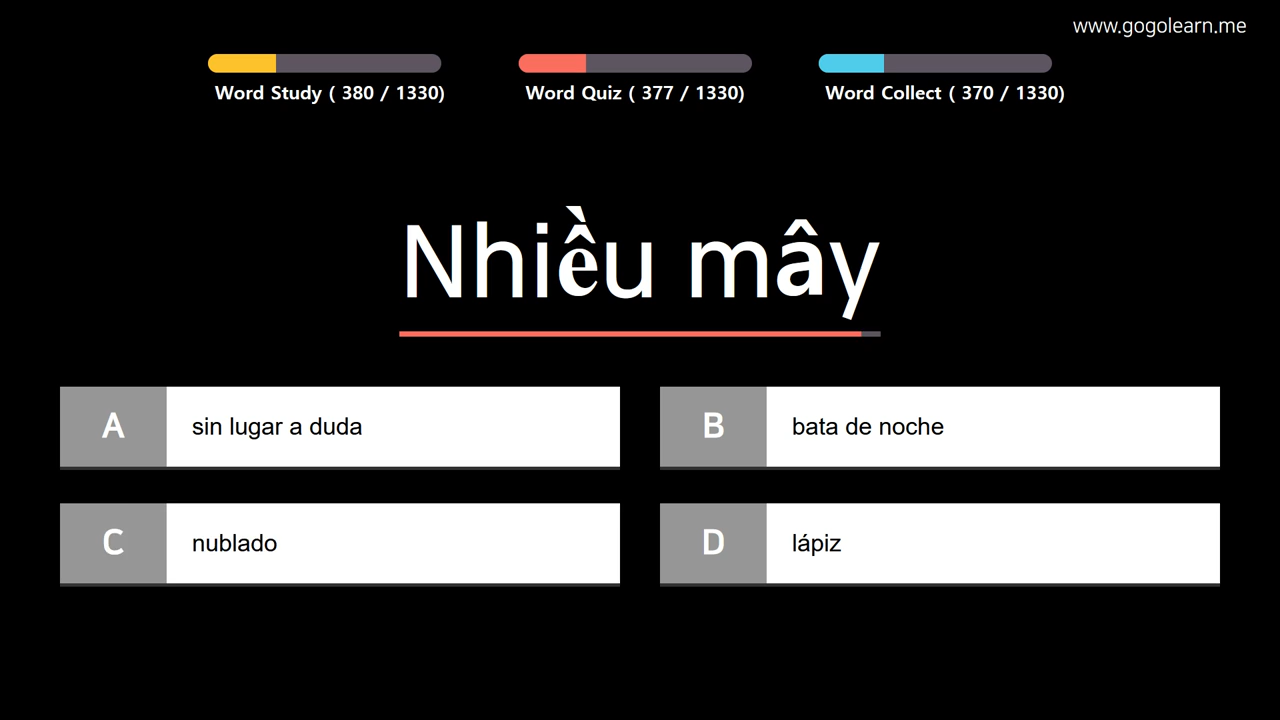 www.gogolearn.me
Word Study ( 380 / 1330)
Word Quiz ( 377 / 1330)
Word Collect ( 370 / 1330)
Nhiều mây
A sin lugar a duda
B bata de noche
C nublado
D lápiz